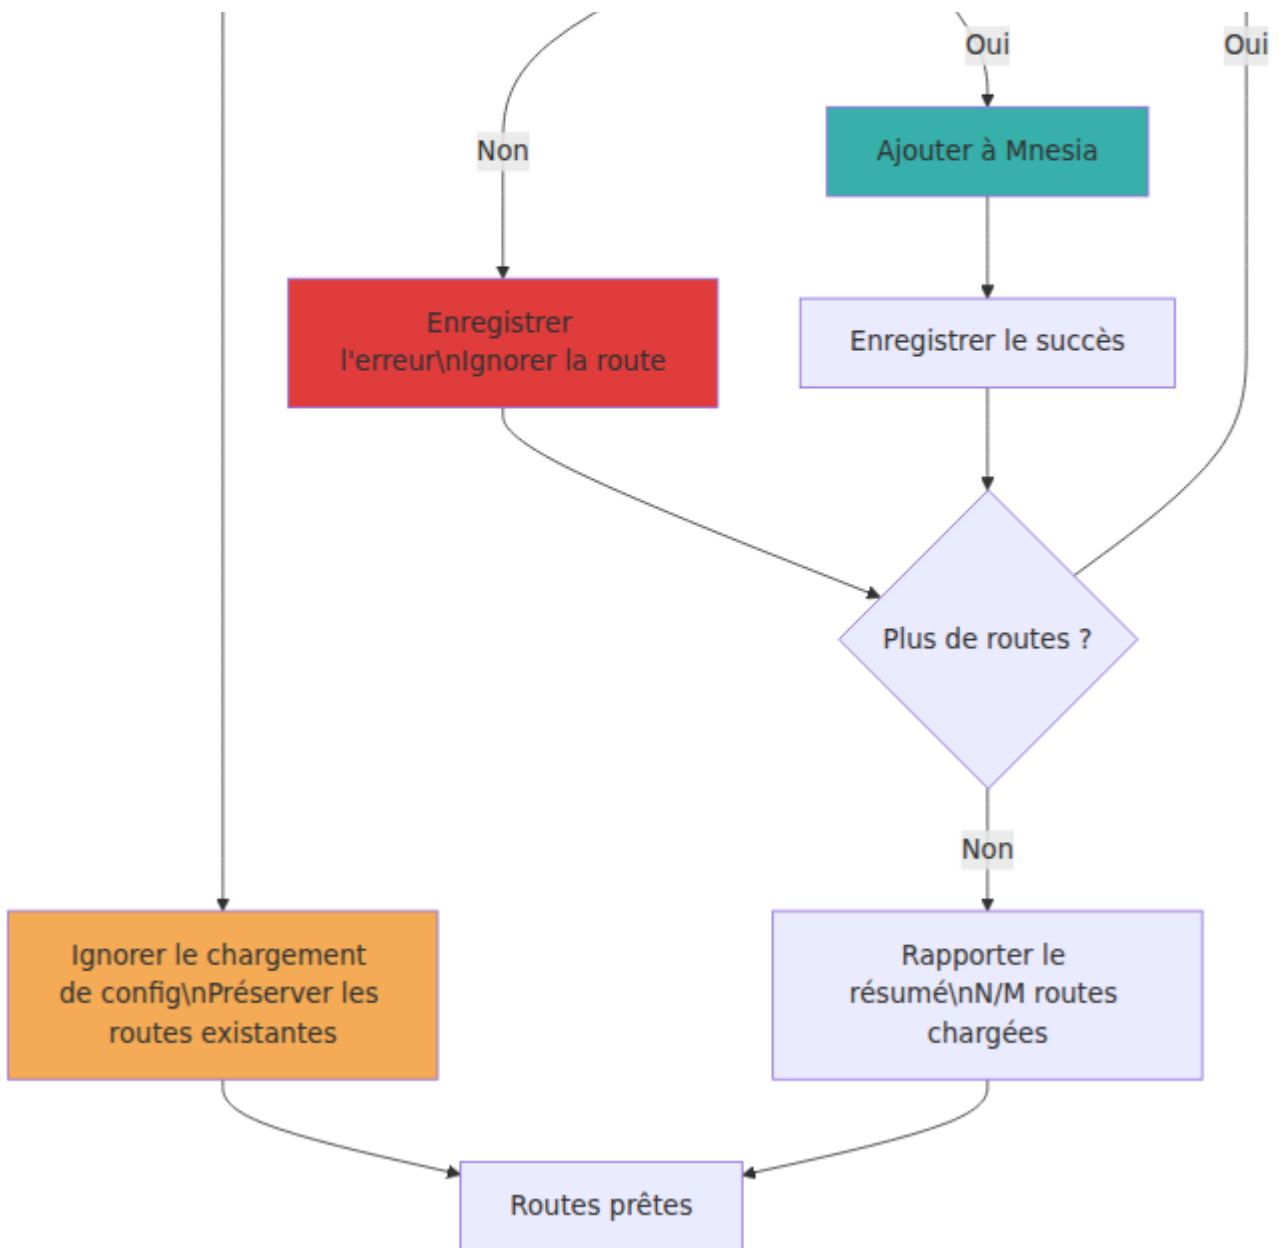 Oui
Oui
Non
Ajouter à Mnesia
Enregistrer
l'erreur\nIgnorer la route
Enregistrer le succès
Plus de routes ?
Non
Ignorer le chargement
de config\nPréserver les
routes existantes
Rapporter le
résumé\nN/M routes
chargées
Routes prêtes